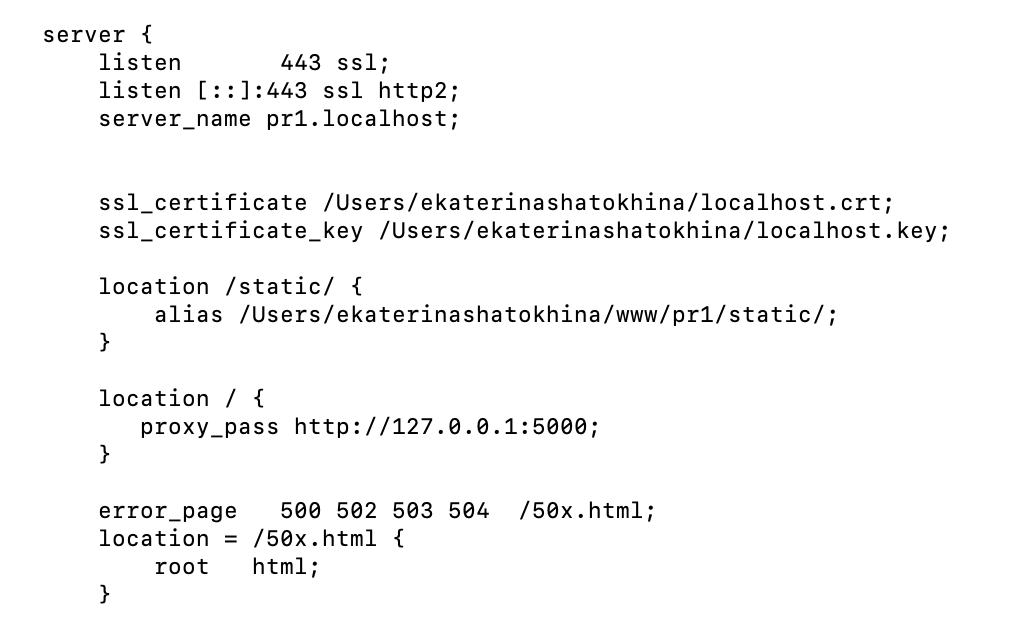 server {
    listen       443 ssl;
    listen [::]:443 ssl http2;
    server_name pr1.localhost;


    ssl_certificate /Users/ekaterinashatokhina/localhost.crt;
    ssl_certificate_key /Users/ekaterinashatokhina/localhost.key;

    location /static/ {
        alias /Users/ekaterinashatokhina/www/pr1/static/;
    }

    location / {
       proxy_pass http://127.0.0.1:5000;
    }

    error_page   500 502 503 504  /50x.html;
    location = /50x.html {
        root   html;
    }